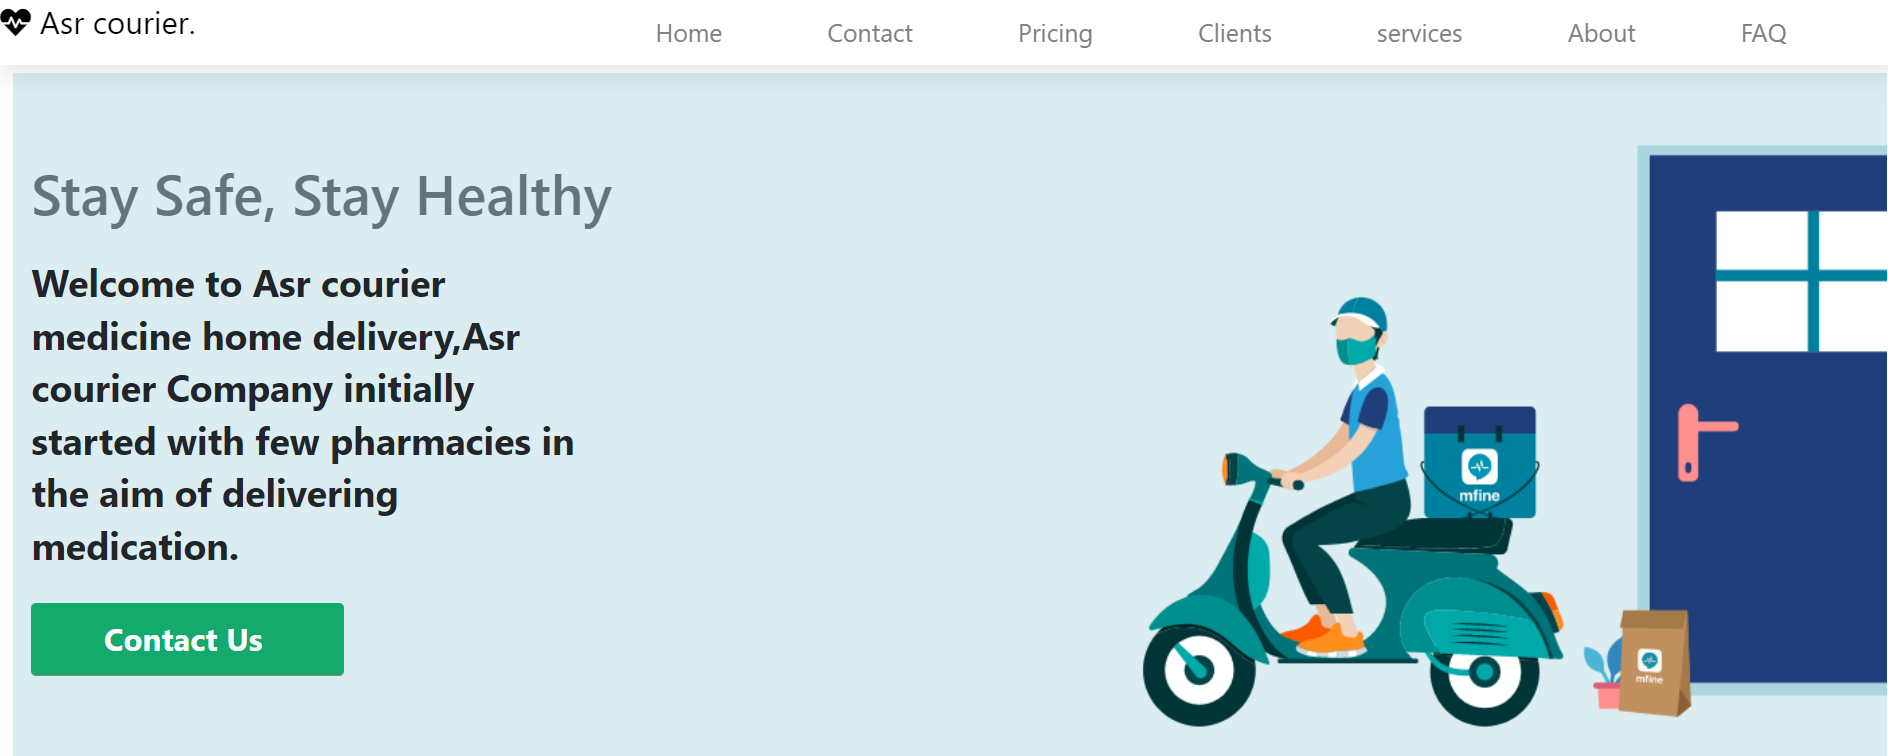 Asr courier.
Home Contact Pricing Clients services About FAQ
Stay Safe, Stay Healthy
Welcome to Asr courier
medicine home delivery,Asr
courier Company initially
started with few pharmacies in
the aim of delivering
medication.
Contact Us
mfine
mfine